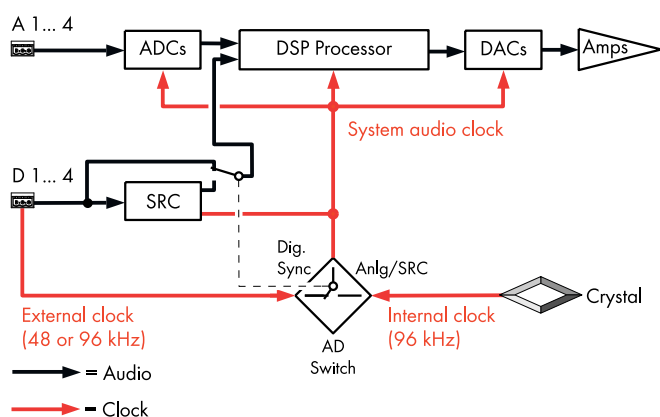 A 1... 4
ADCs
DSP Processor
DACs
Amps
System audio clock
D 1... 4
SRC
Dig.
Sync
Anlg/SRC
Crystal
External clock
(48 or 96 kHz)
Internal clock
(96 kHz)
AD
Switch
= Audio
= Clock